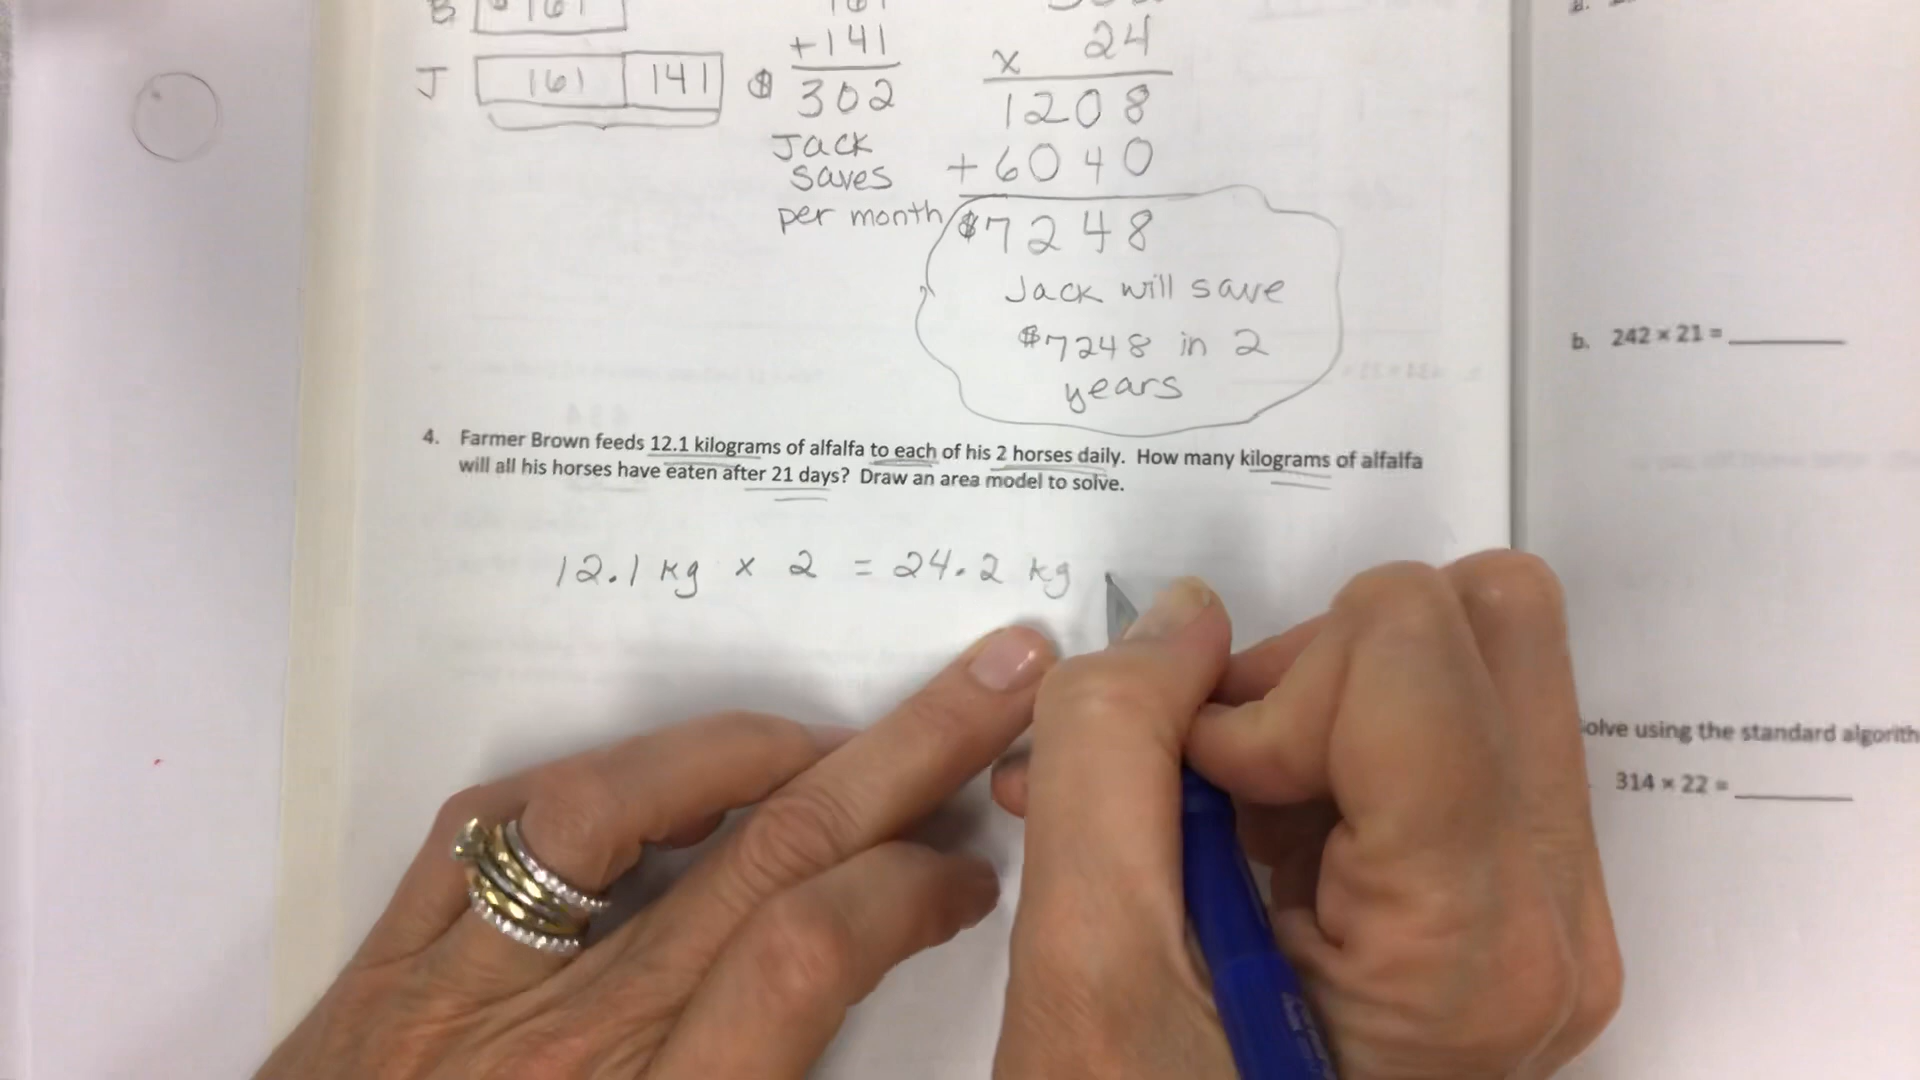 B 161
J 161 141
161
+141
$ 302
Jack
saves
per month
24
x
1208
+6040
$7248
Jack will save
$7248 in 2
years
4. Farmer Brown feeds 12.1 kilograms of alfalfa to each of his 2 horses daily. How many kilograms of alfalfa
will all his horses have eaten after 21 days? Draw an area model to solve.
12.1 kg x 2 = 24.2 kg
b. 242 × 21 =
olve using the standard algorith
314 × 22 =